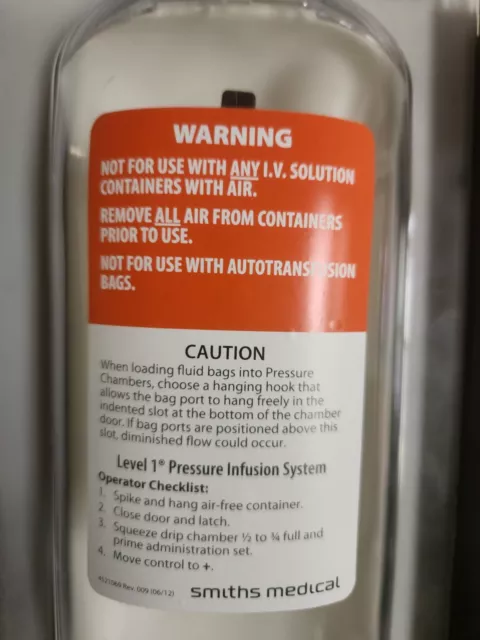 WARNING
NOT FOR USE WITH ANY I.V. SOLUTION
CONTAINERS WITH AIR.
REMOVE ALL AIR FROM CONTAINERS
PRIOR TO USE.
NOT FOR USE WITH AUTOTRANSFUSION
BAGS.
CAUTION
When loading fluid bags into Pressure
Chambers, choose a hanging hook that
allows the bag port to hang freely in the
indented slot at the bottom of the chamber
door. If bag ports are positioned above this
slot, diminished flow could occur.
Level 1® Pressure Infusion System
Operator Checklist:
1. Spike and hang air-free container.
2. Close door and latch.
3. Squeeze drip chamber ½ to ¾ full and
prime administration set.
4. Move control to +.
Rev. 009 (06/12)
smiths medical